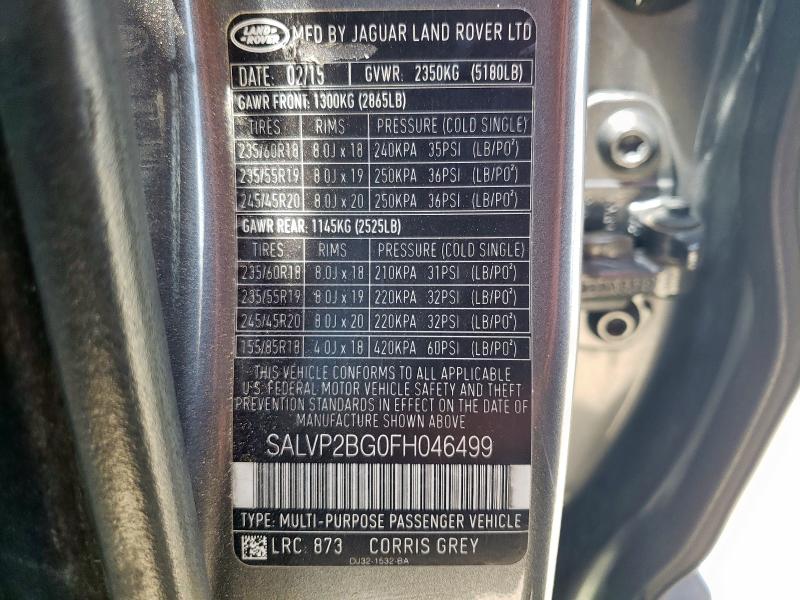 LAND ROVER MFD BY JAGUAR LAND ROVER LTD
DATE: 02/15 GVWR: 2350KG (5180LB)
GAWR FRONT: 1300KG (2865LB)
TIRES RIMS PRESSURE (COLD SINGLE)
235/60R18 8.0J x 18 240KPA 35PSI (LB/PO²)
235/55R19 8.0J x 19 250KPA 36PSI (LB/PO²)
245/45R20 8.0J x 20 250KPA 36PSI (LB/PO²)
GAWR REAR: 1145KG (2525LB)
TIRES RIMS PRESSURE (COLD SINGLE)
235/60R18 8.0J x 18 210KPA 31PSI (LB/PO²)
235/55R19 8.0J x 19 220KPA 32PSI (LB/PO²)
245/45R20 8.0J x 20 220KPA 32PSI (LB/PO²)
155/85R18 4.0J x 18 420KPA 60PSI (LB/PO²)
THIS VEHICLE CONFORMS TO ALL APPLICABLE
U.S. FEDERAL MOTOR VEHICLE SAFETY AND THEFT
PREVENTION STANDARDS IN EFFECT ON THE DATE OF
MANUFACTURE SHOWN ABOVE
SALVP2BG0FH046499
TYPE: MULTI-PURPOSE PASSENGER VEHICLE
LRC: 873 CORRIS GREY
DJ32-1532-BA